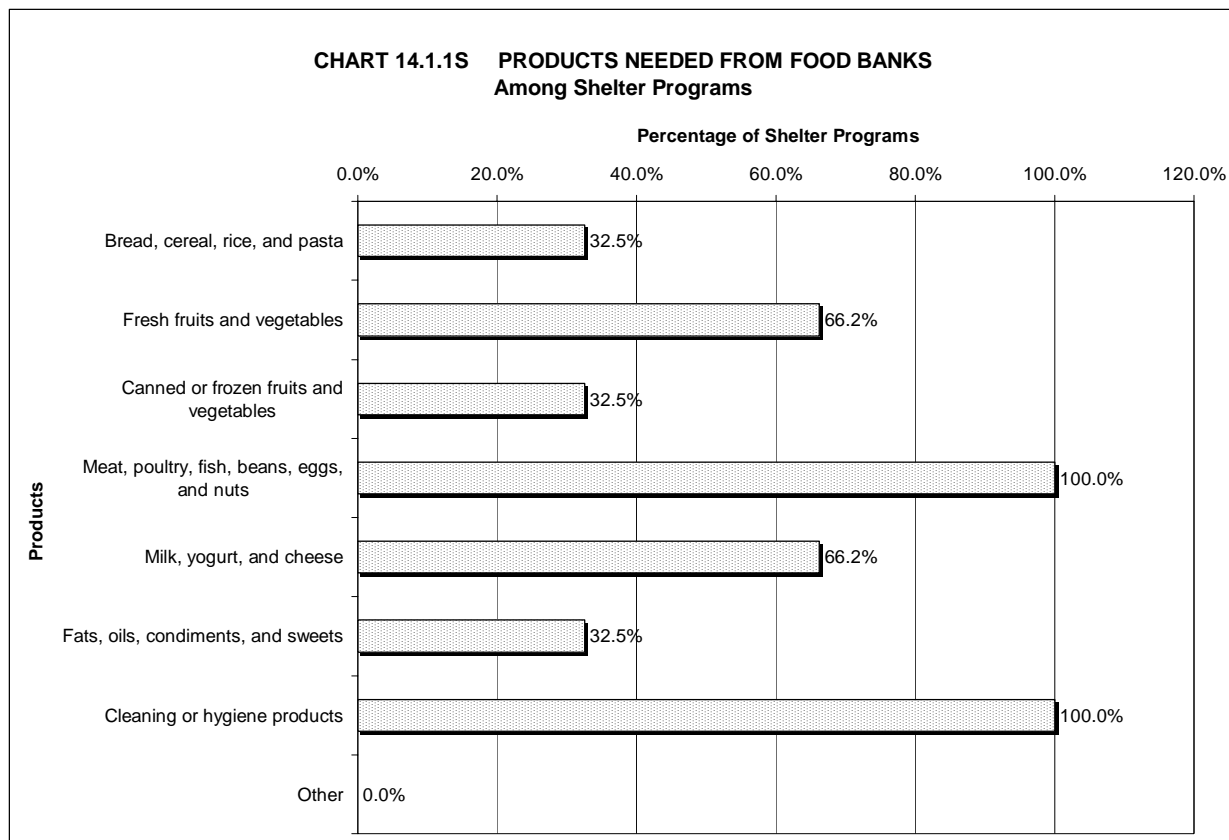 CHART 14.1.1S PRODUCTS NEEDED FROM FOOD BANKS
Among Shelter Programs
Percentage of Shelter Programs
0.0% 20.0% 40.0% 60.0% 80.0% 100.0% 120.0%
Products
Bread, cereal, rice, and pasta 32.5%
Fresh fruits and vegetables 66.2%
Canned or frozen fruits and
vegetables 32.5%
Meat, poultry, fish, beans, eggs,
and nuts 100.0%
Milk, yogurt, and cheese 66.2%
Fats, oils, condiments, and sweets 32.5%
Cleaning or hygiene products 100.0%
Other 0.0%